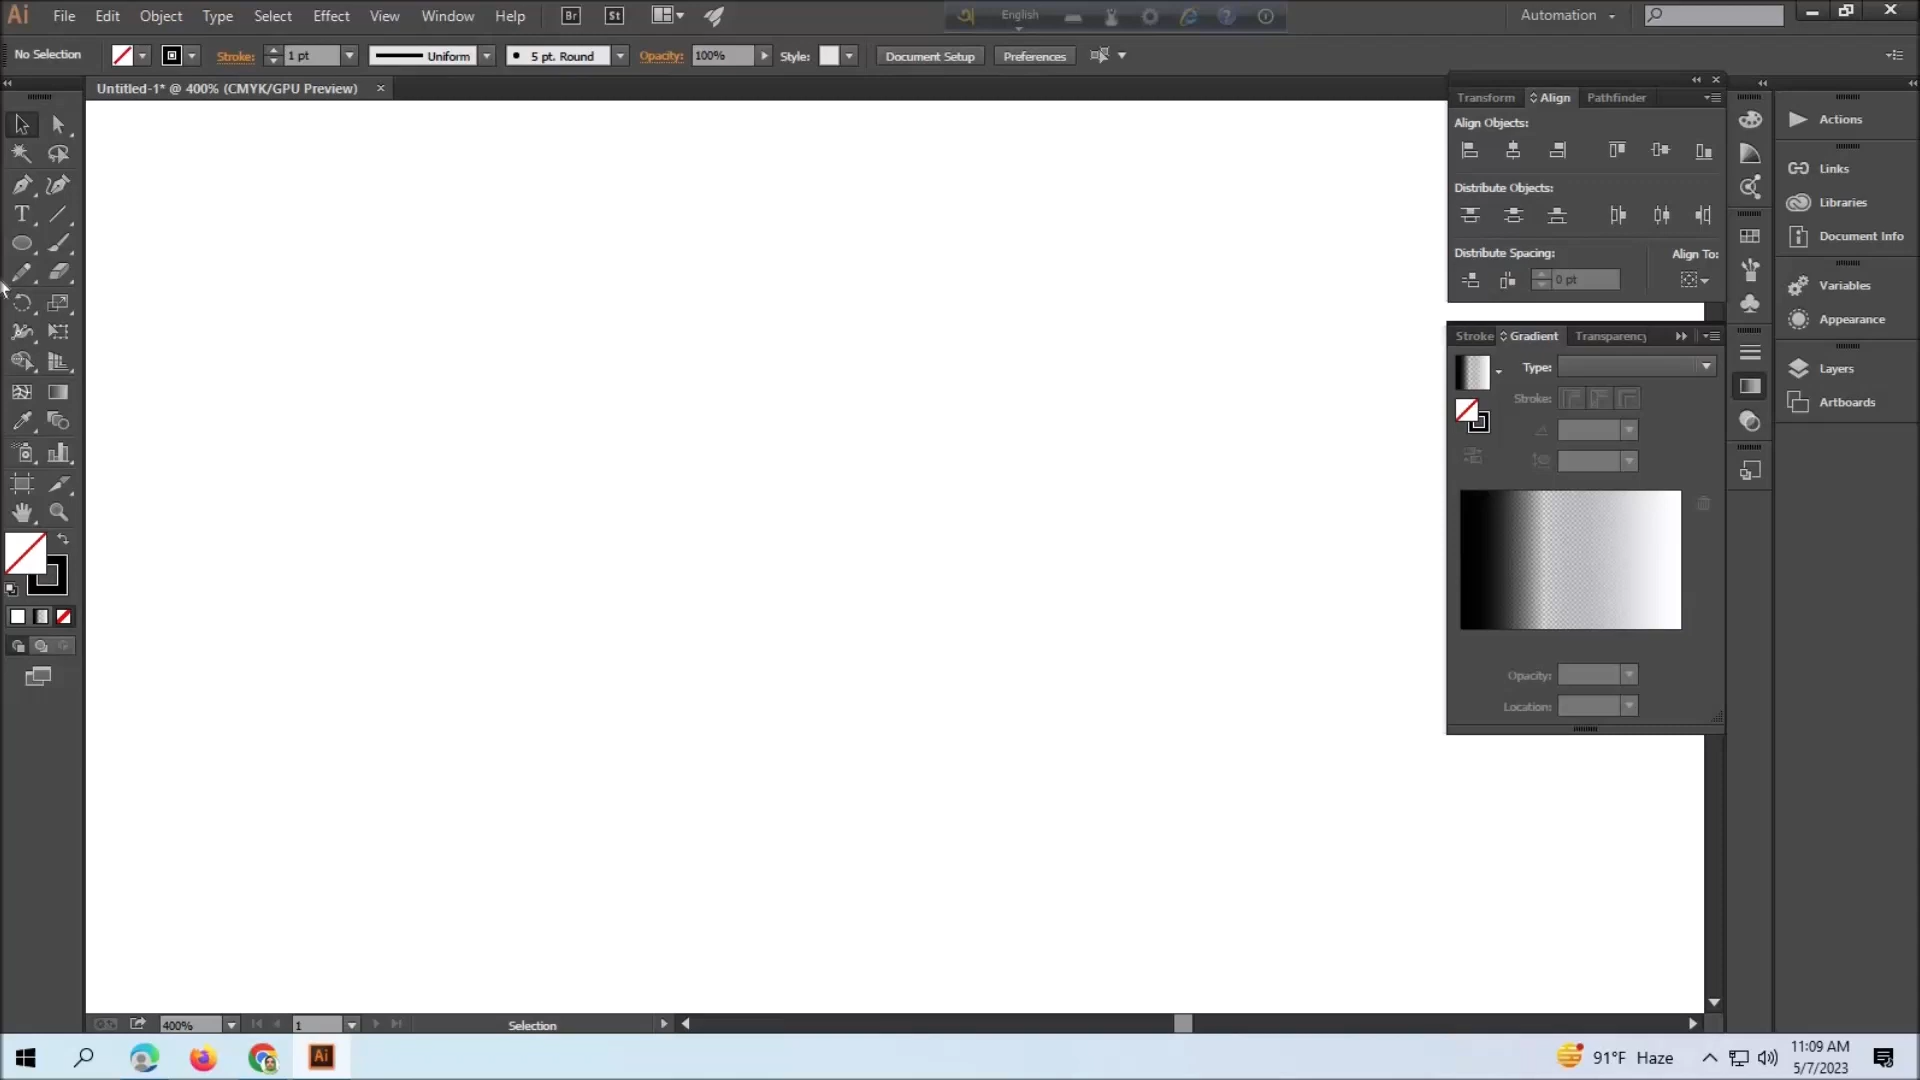 Ai File Edit Object Type Select Effect View Window Help Br St English Automation
No Selection Stroke: 1 pt Uniform 5 pt. Round Opacity: 100% Style: Document Setup Preferences
Untitled-1* @ 400% (CMYK/GPU Preview)
Transform Align Pathfinder
Align Objects:
Distribute Objects:
Distribute Spacing: Align To:
0 pt
Stroke Gradient Transparency
Type:
Stroke:
Opacity:
Location:
Actions
Links
Libraries
Document Info
Variables
Appearance
Layers
Artboards
400% 1 Selection
Ai 91°F Haze 11:09 AM
5/7/2023